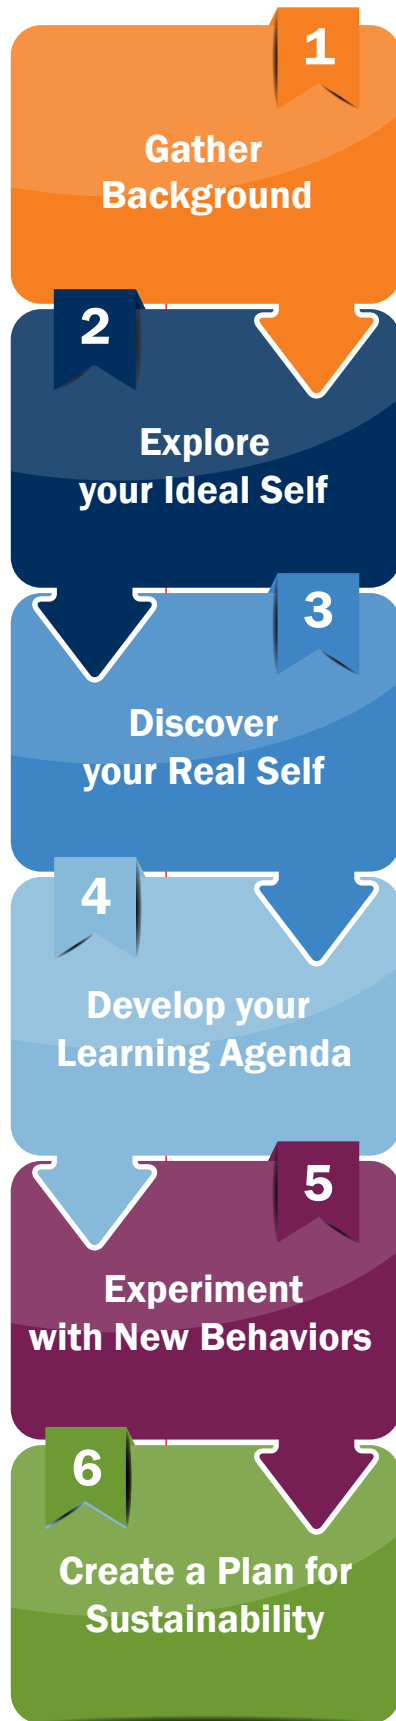 1
Gather
Background
2
Explore
your Ideal Self
3
Discover
your Real Self
4
Develop your
Learning Agenda
5
Experiment
with New Behaviors
6
Create a Plan for
Sustainability